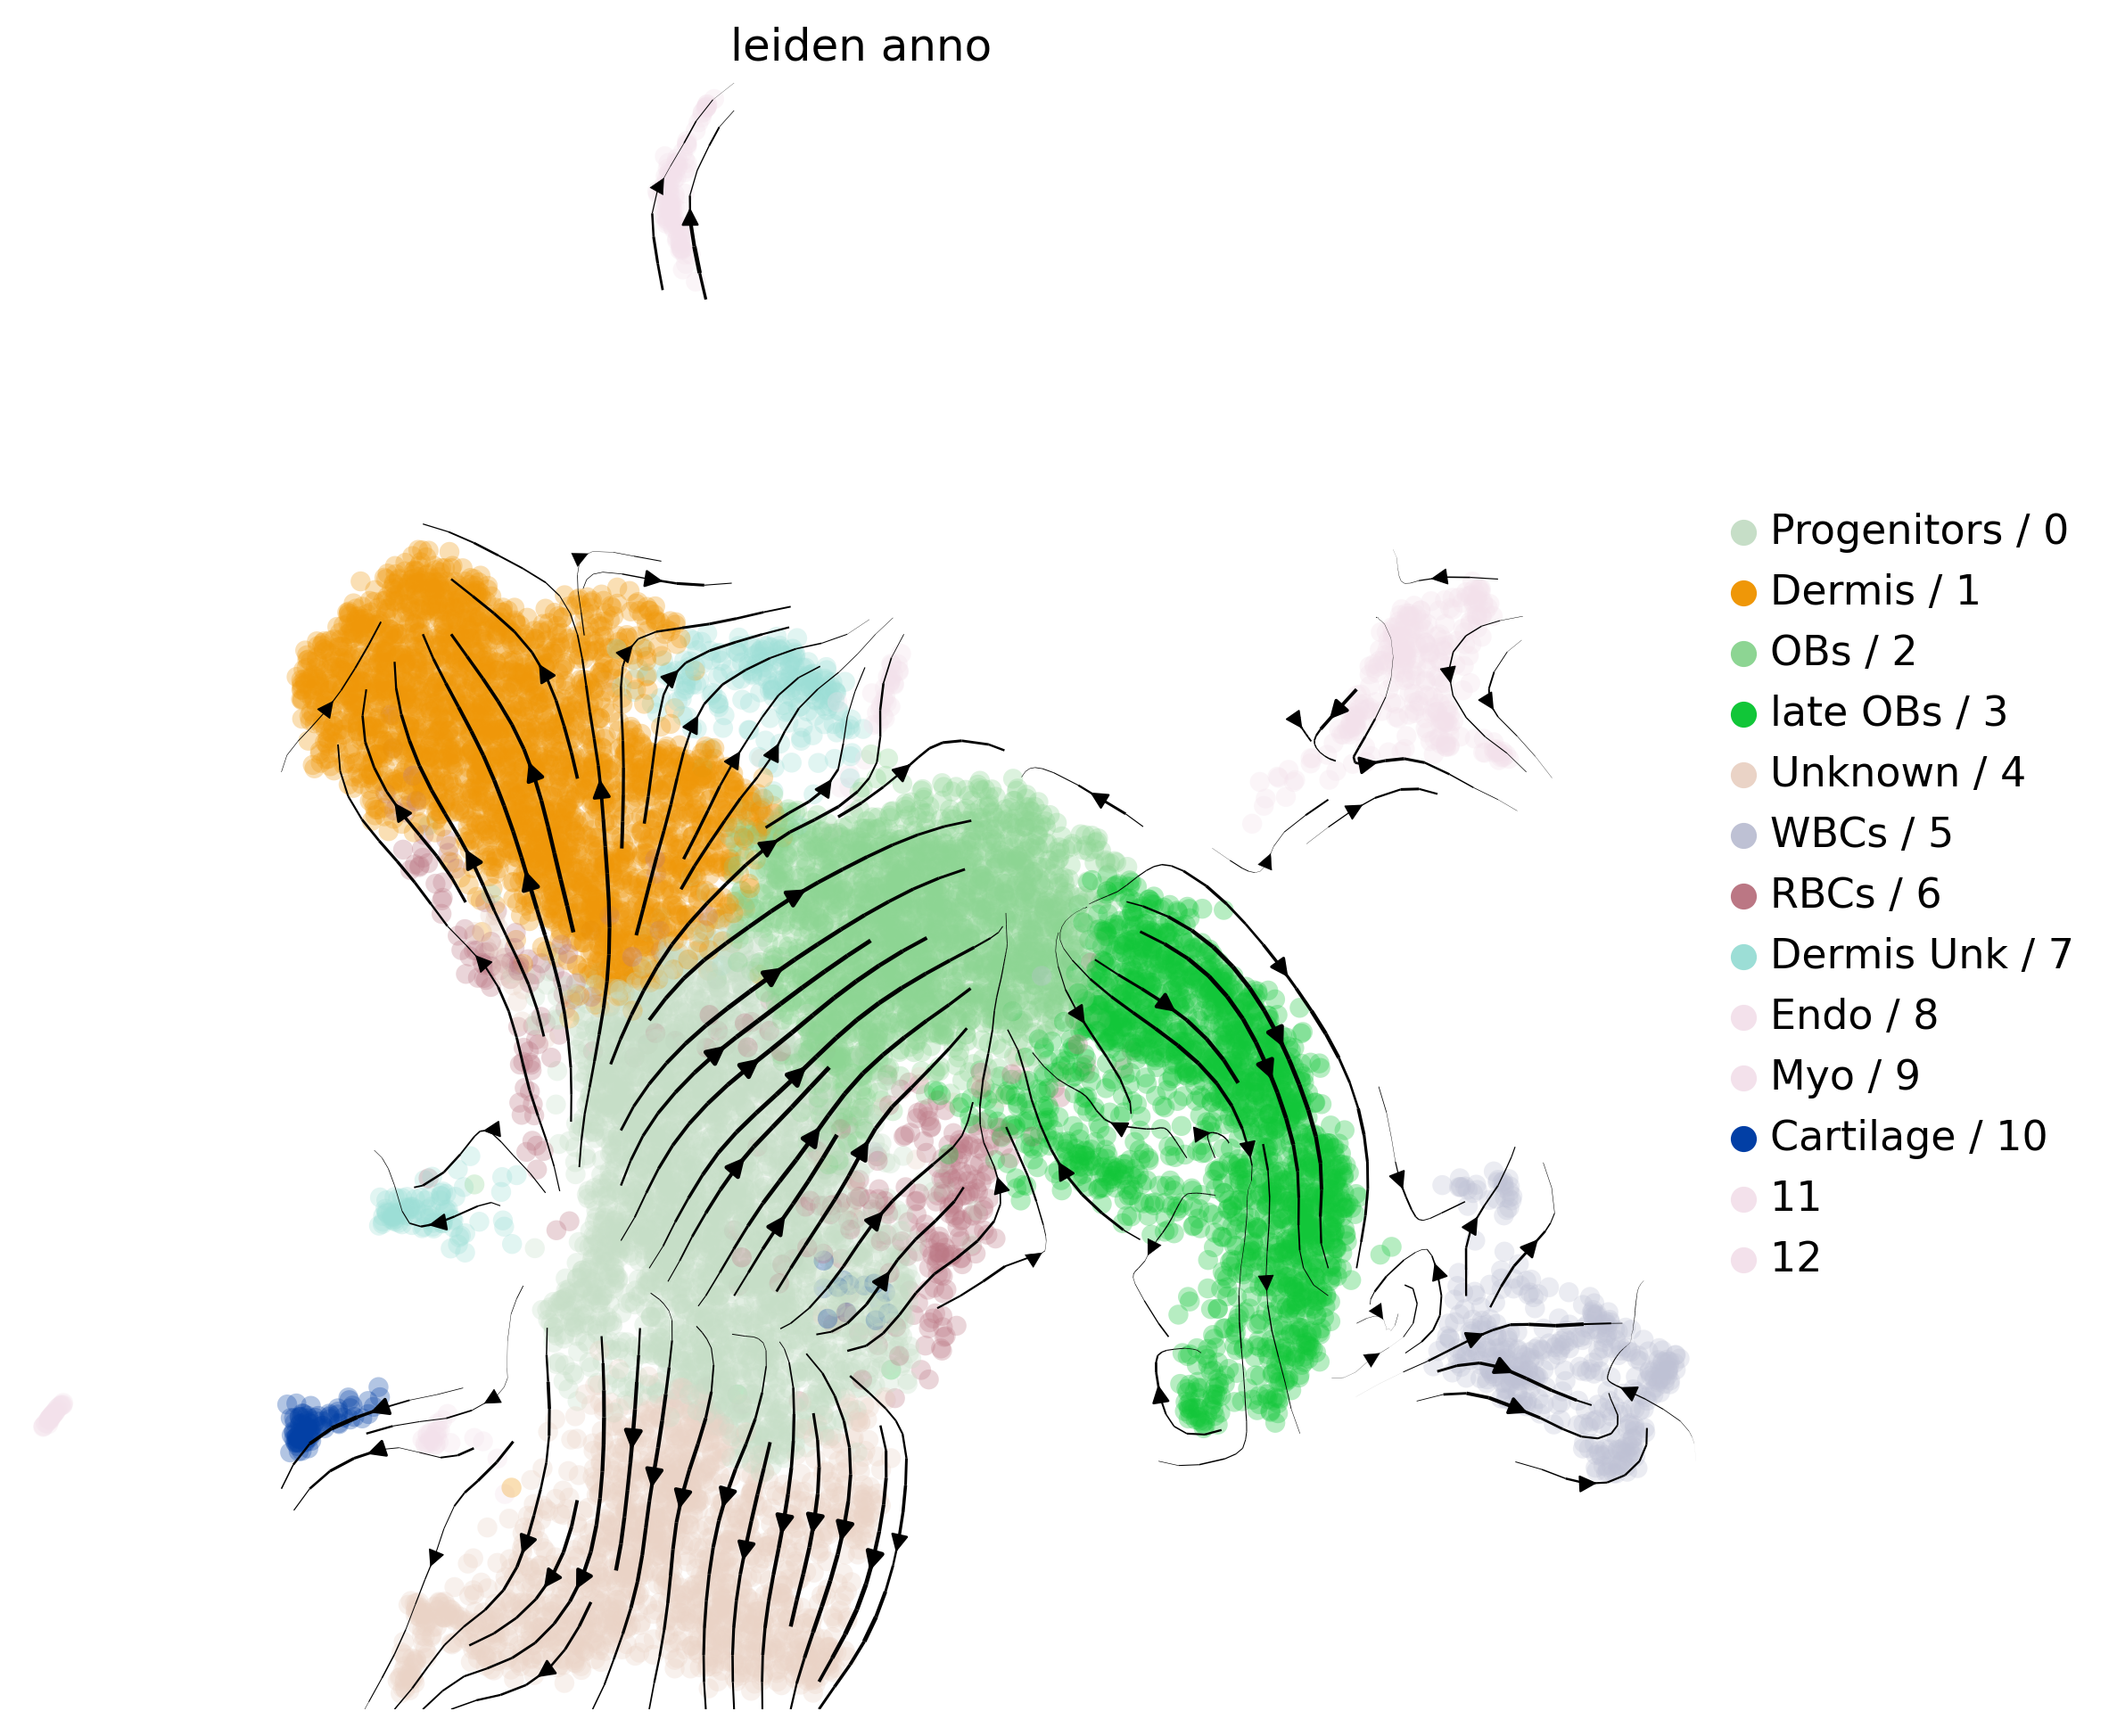 leiden anno
Progenitors / 0
Dermis / 1
OBs / 2
late OBs / 3
Unknown / 4
WBCs / 5
RBCs / 6
Dermis Unk / 7
Endo / 8
Myo / 9
Cartilage / 10
11
12